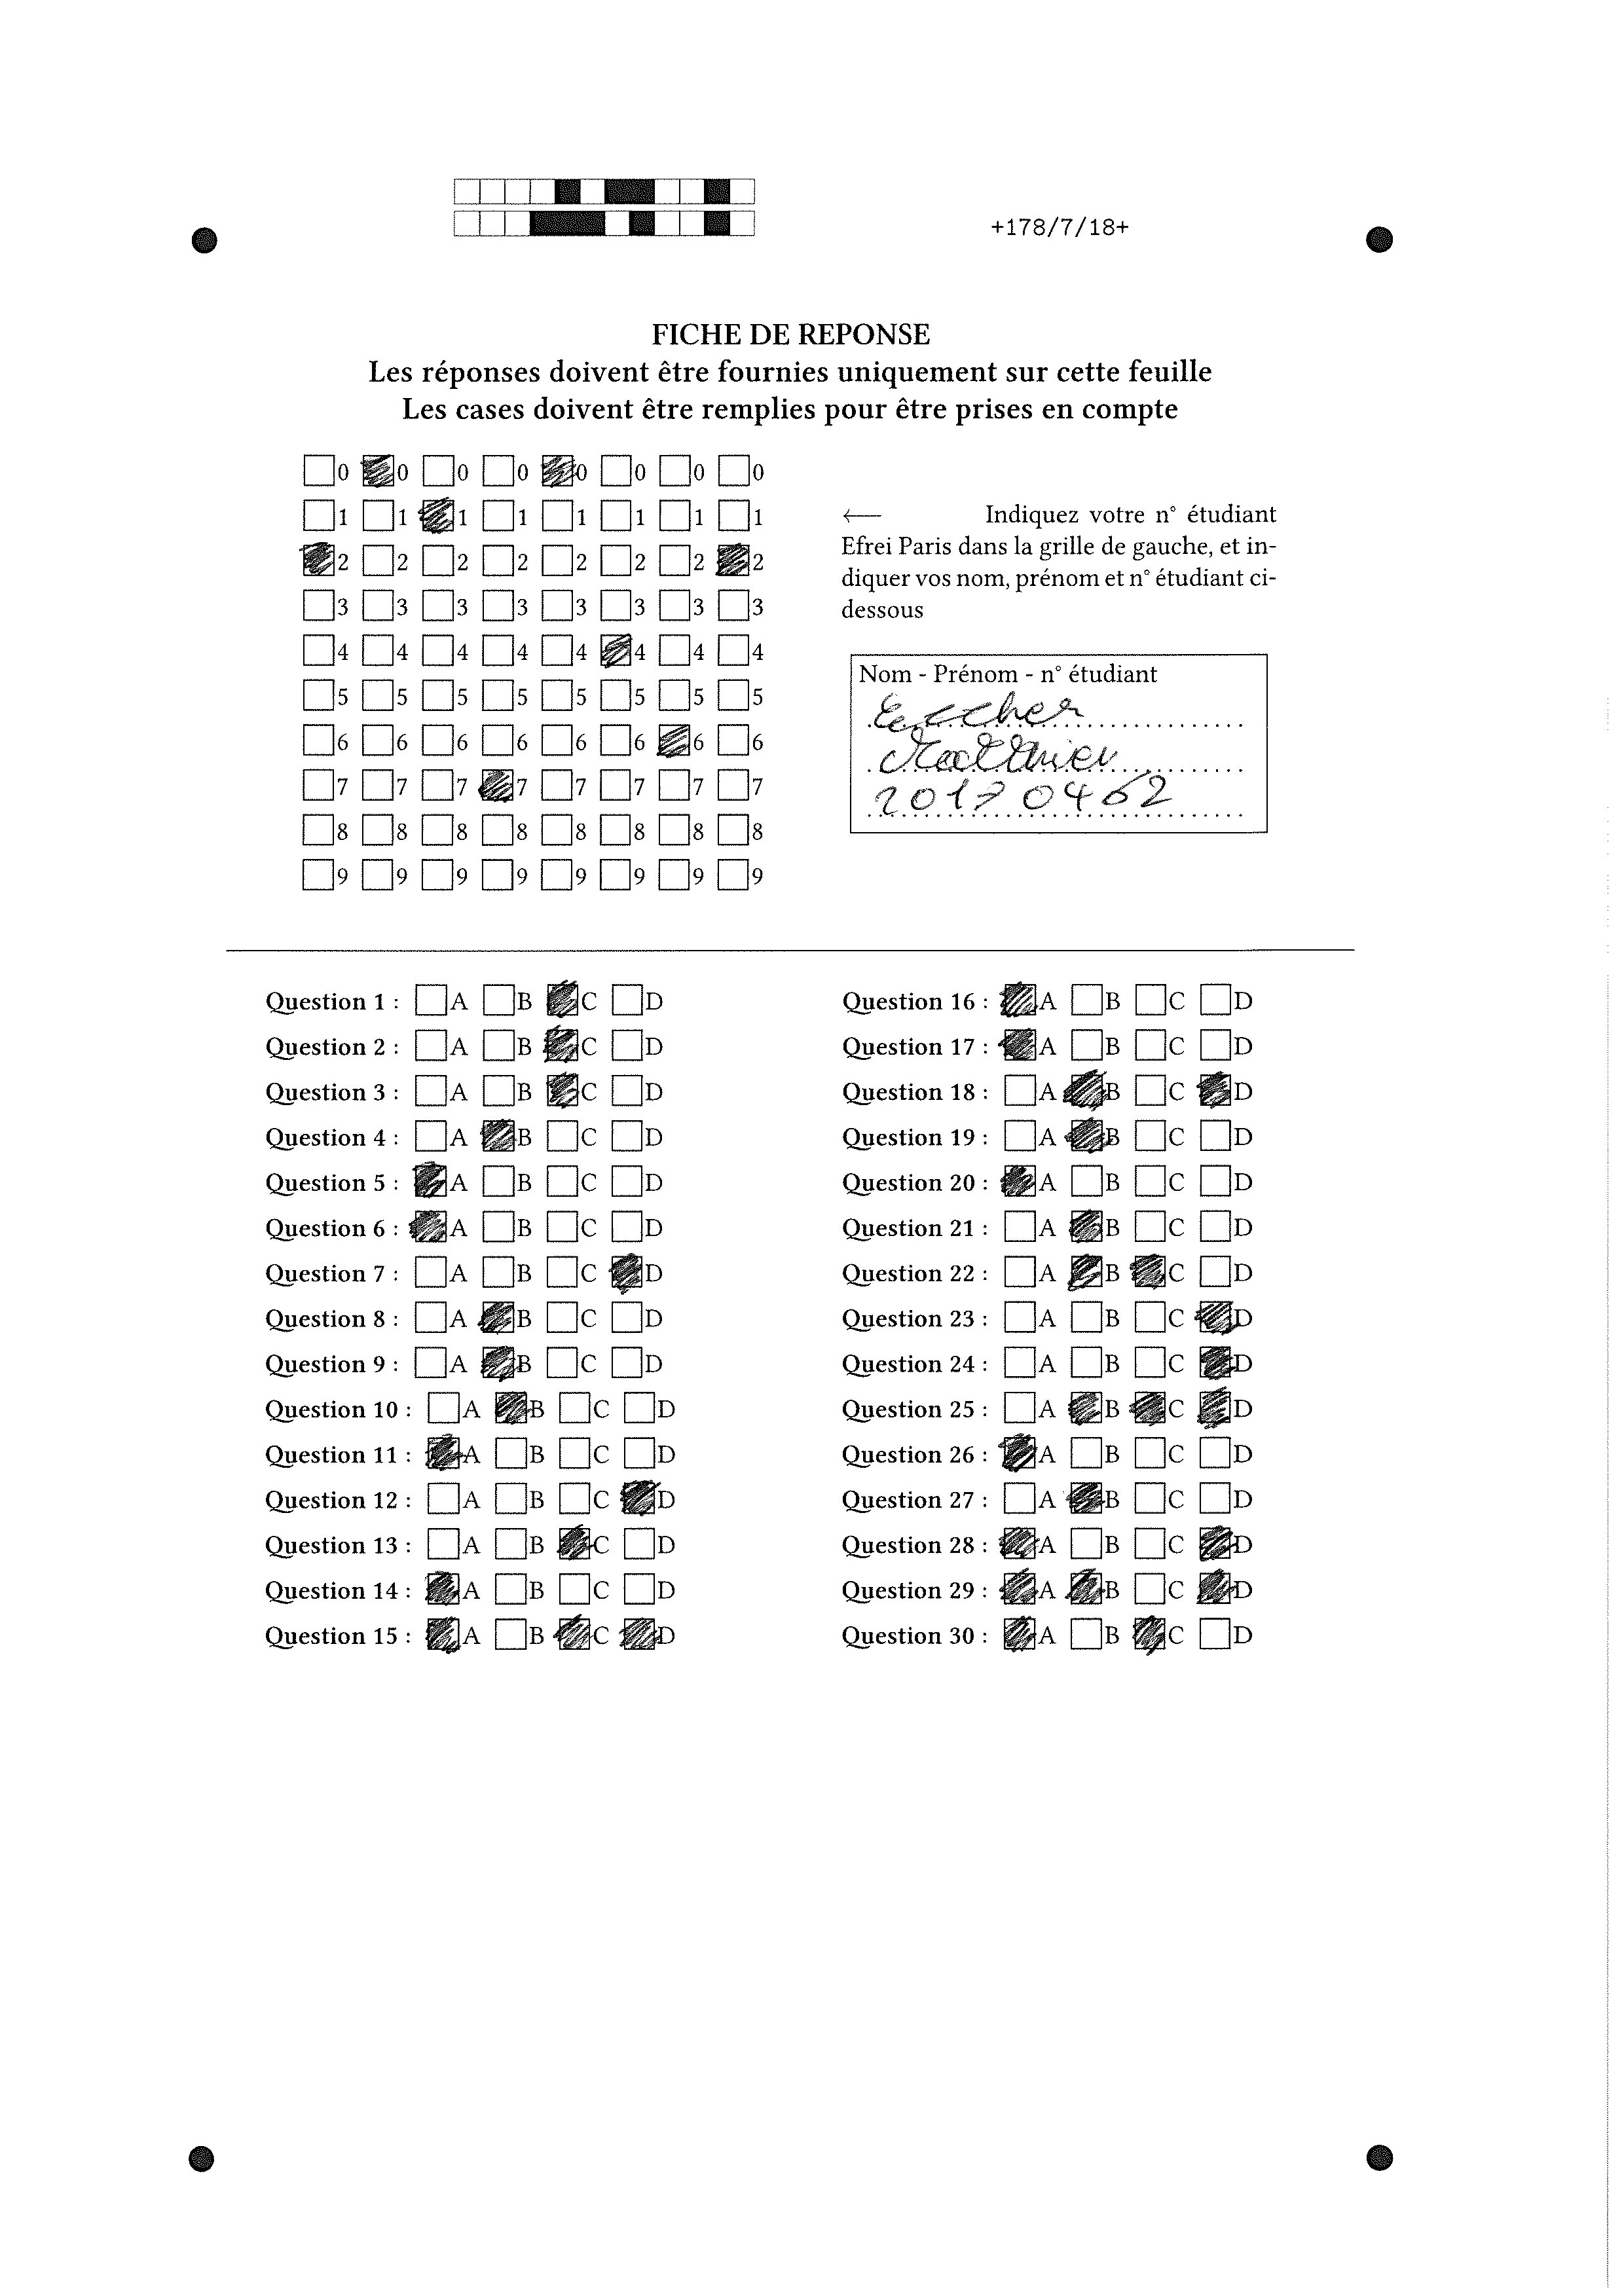 +178/7/18+
FICHE DE REPONSE
Les réponses doivent être fournies uniquement sur cette feuille
Les cases doivent être remplies pour être prises en compte
0 0 0 0 0 0 0 0
1 1 1 1 1 1 1 1
2 2 2 2 2 2 2 2
3 3 3 3 3 3 3 3
4 4 4 4 4 4 4 4
5 5 5 5 5 5 5 5
6 6 6 6 6 6 6 6
7 7 7 7 7 7 7 7
8 8 8 8 8 8 8 8
9 9 9 9 9 9 9 9
← Indiquez votre n° étudiant
Efrei Paris dans la grille de gauche, et in-
diquer vos nom, prénom et n° étudiant ci-
dessous
Nom - Prénom - n° étudiant
Matthieu
20170462
Question 1 : A B C D
Question 2 : A B C D
Question 3 : A B C D
Question 4 : A B C D
Question 5 : A B C D
Question 6 : A B C D
Question 7 : A B C D
Question 8 : A B C D
Question 9 : A B C D
Question 10 : A B C D
Question 11 : A B C D
Question 12 : A B C D
Question 13 : A B C D
Question 14 : A B C D
Question 15 : A B C D
Question 16 : A B C D
Question 17 : A B C D
Question 18 : A B C D
Question 19 : A B C D
Question 20 : A B C D
Question 21 : A B C D
Question 22 : A B C D
Question 23 : A B C D
Question 24 : A B C D
Question 25 : A B C D
Question 26 : A B C D
Question 27 : A B C D
Question 28 : A B C D
Question 29 : A B C D
Question 30 : A B C D